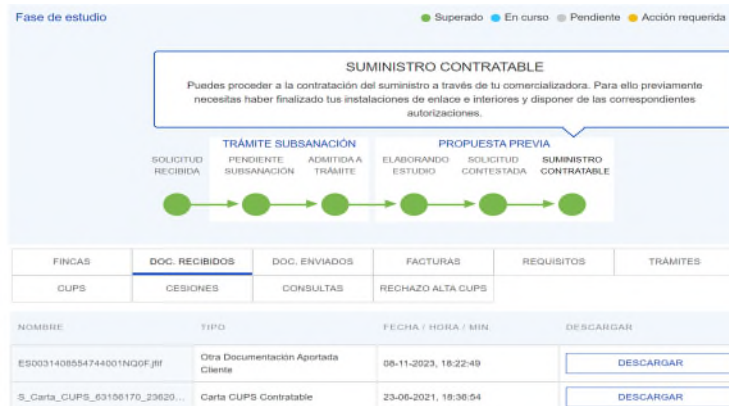 Fase de estudio
Superado En curso Pendiente Acción requerida
SUMINISTRO CONTRATABLE
Puedes proceder a la contratación del suministro a través de tu comercializadora. Para ello previamente
necesitas haber finalizado tus instalaciones de enlace e interiores y disponer de las correspondientes
autorizaciones.
TRÁMITE SUBSANACIÓN PROPUESTA PREVIA
SOLICITUD PENDIENTE ADMITIDA A ELABORANDO SOLICITUD SUMINISTRO
RECIBIDA SUBSANACIÓN TRÁMITE ESTUDIO CONTESTADA CONTRATABLE
FINCAS DOC. RECIBIDOS DOC. ENVIADOS FACTURAS REQUISITOS TRÁMITES
CUPS CESIONES CONSULTAS RECHAZO ALTA CUPS
NOMBRE TIPO FECHA / HORA / MIN DESCARGAR
ES0031408554744001NQ0F.jfif Otra Documentación Aportada Cliente 08-11-2023, 18:22:49 DESCARGAR
S_Carta_CUPS_63156170_23620... Carta CUPS Contratable 23-06-2021, 18:36:54 DESCARGAR